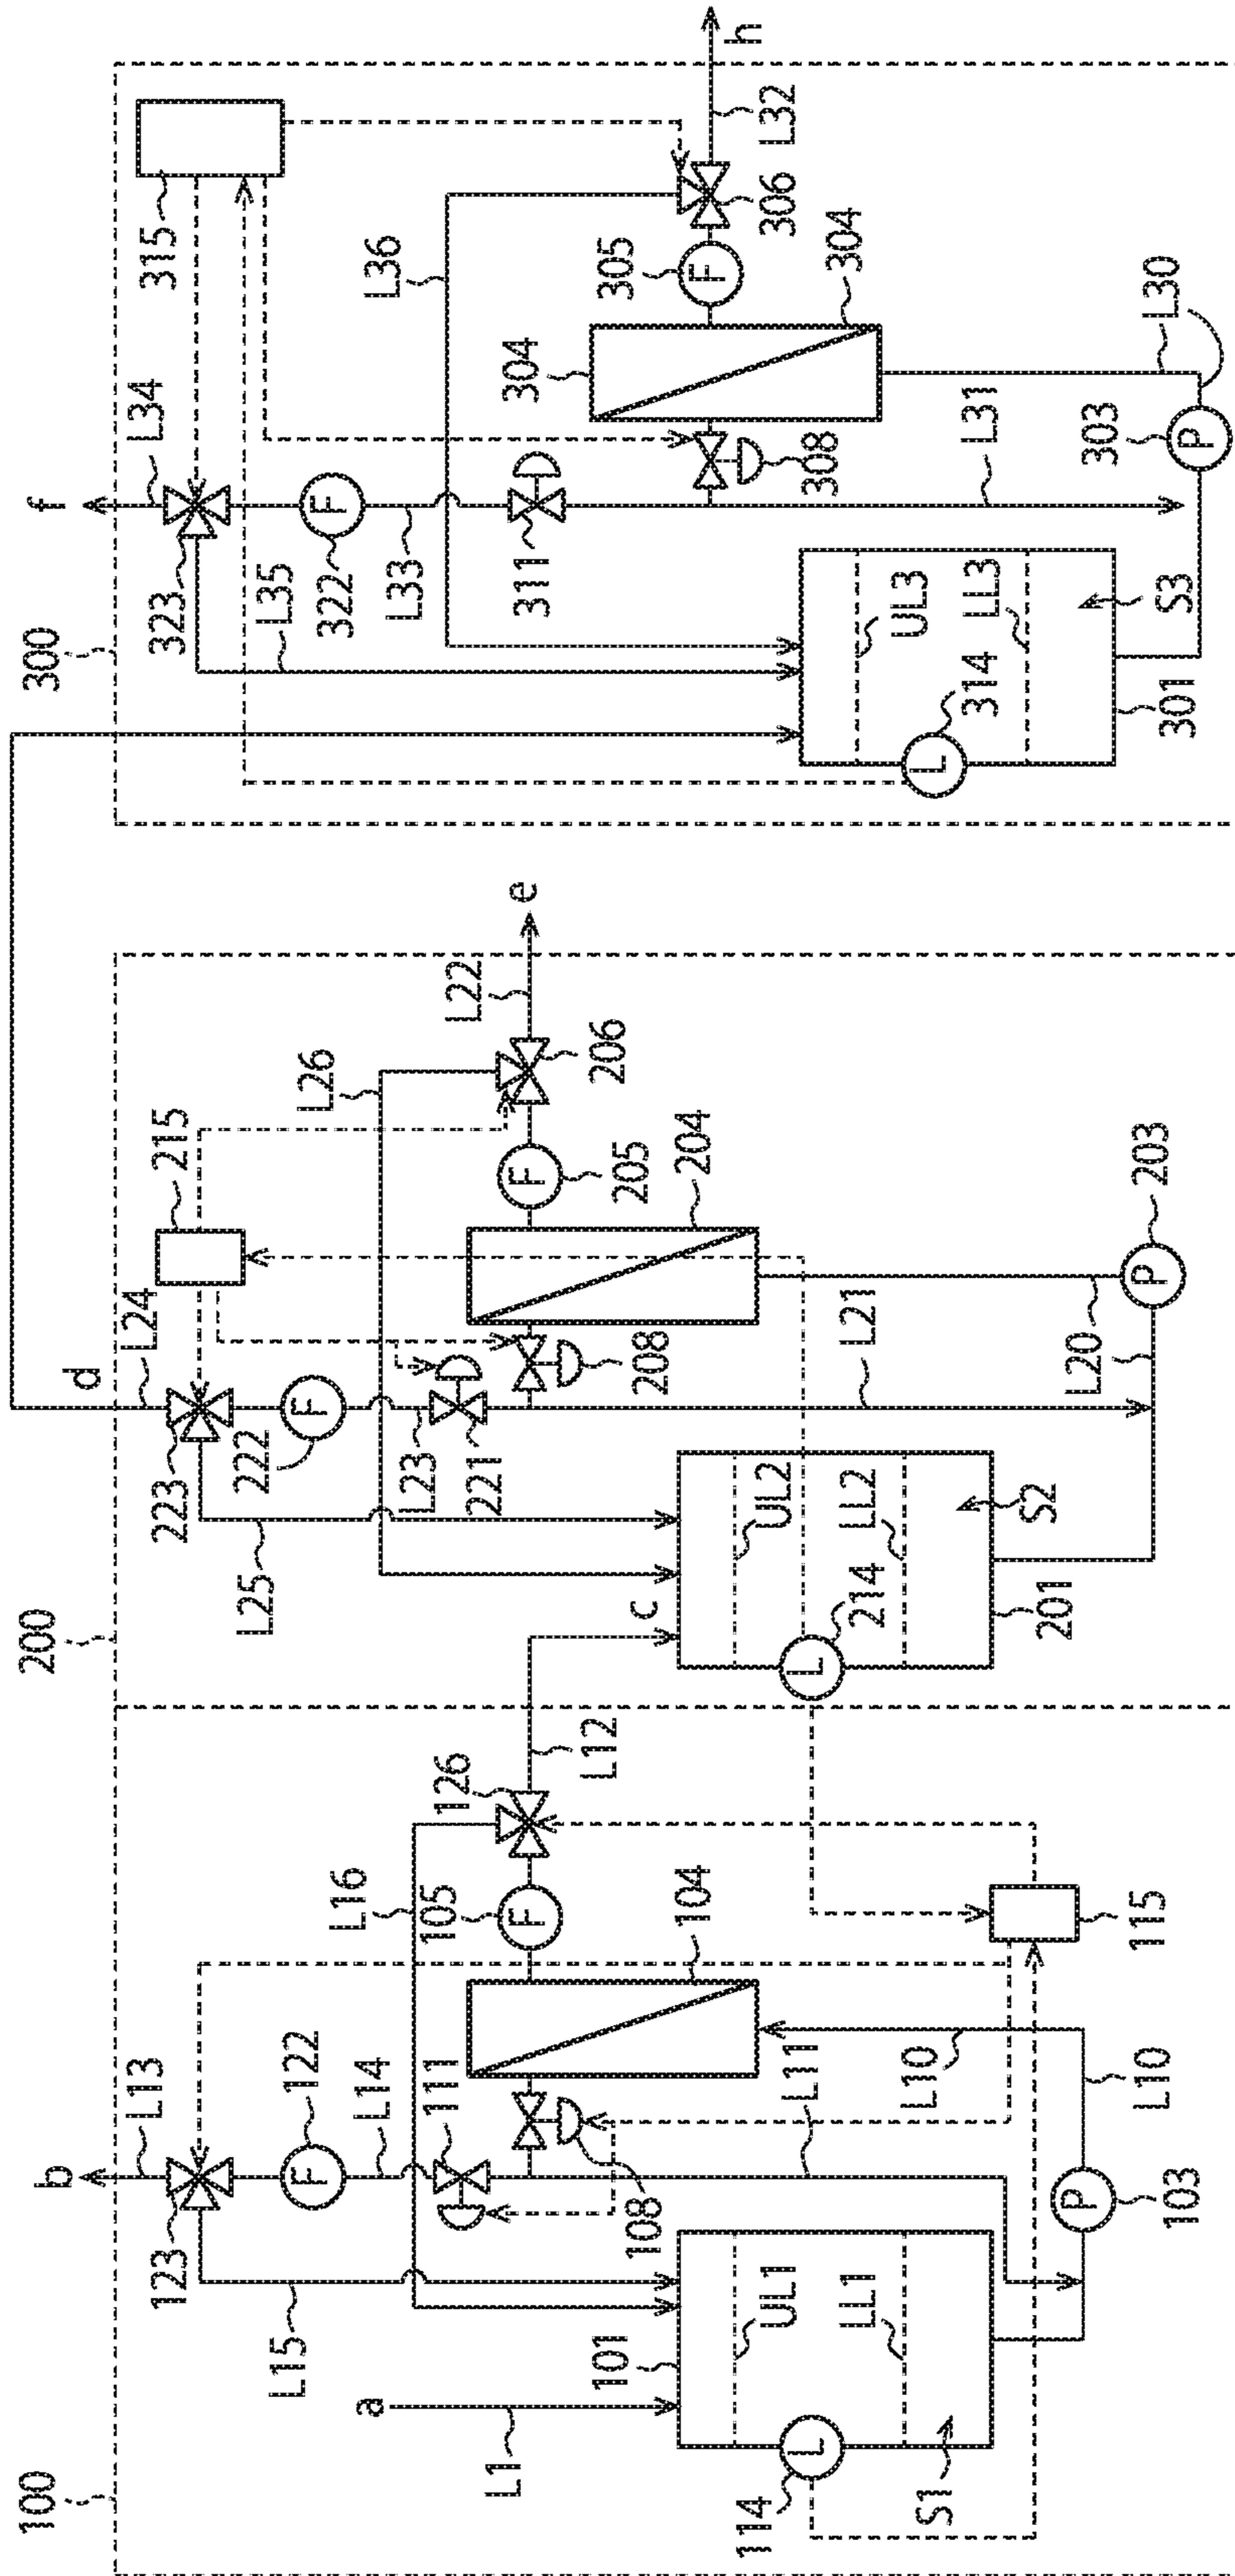 100
200
300
b
L13
123
122
F
L14
111
L15
L16
105
F
126
L12
104
108
L11
L10
L10
101
a
L1
UL1
LL1
114
L
S1
P
103
115
d
L24
215
223
222
F
L23
221
L25
L26
L22
e
206
205
F
204
208
L21
L20
203
P
c
UL2
LL2
214
L
S2
201
f
L34
315
323
322
F
L33
L35
311
L36
h
L32
306
305
F
304
304
308
L31
L30
303
P
UL3
LL3
314
L
S3
301